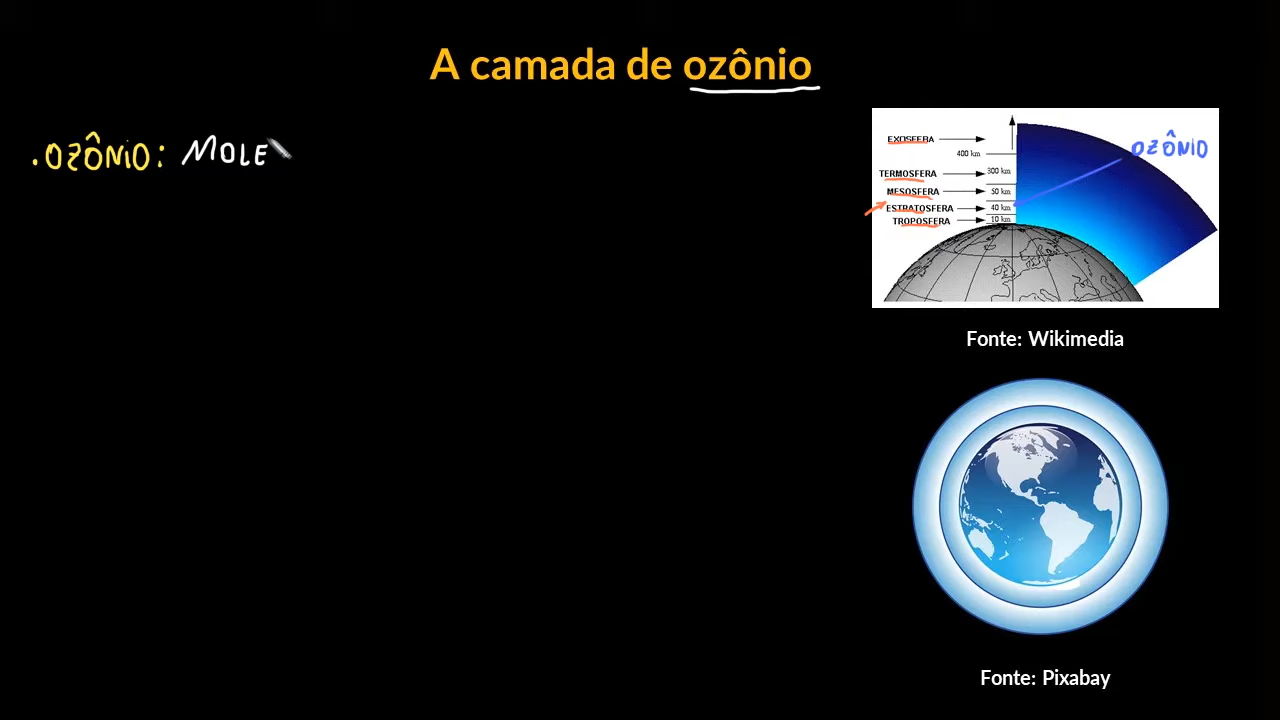 A camada de ozônio
.OZÔNIO: MOLE
EXOSFERA
400 km
OZÔNIO
TERMOSFERA
300 km
MESOSFERA
50 km
ESTRATOSFERA
40 km
TROPOSFERA
10 km
Fonte: Wikimedia
Fonte: Pixabay